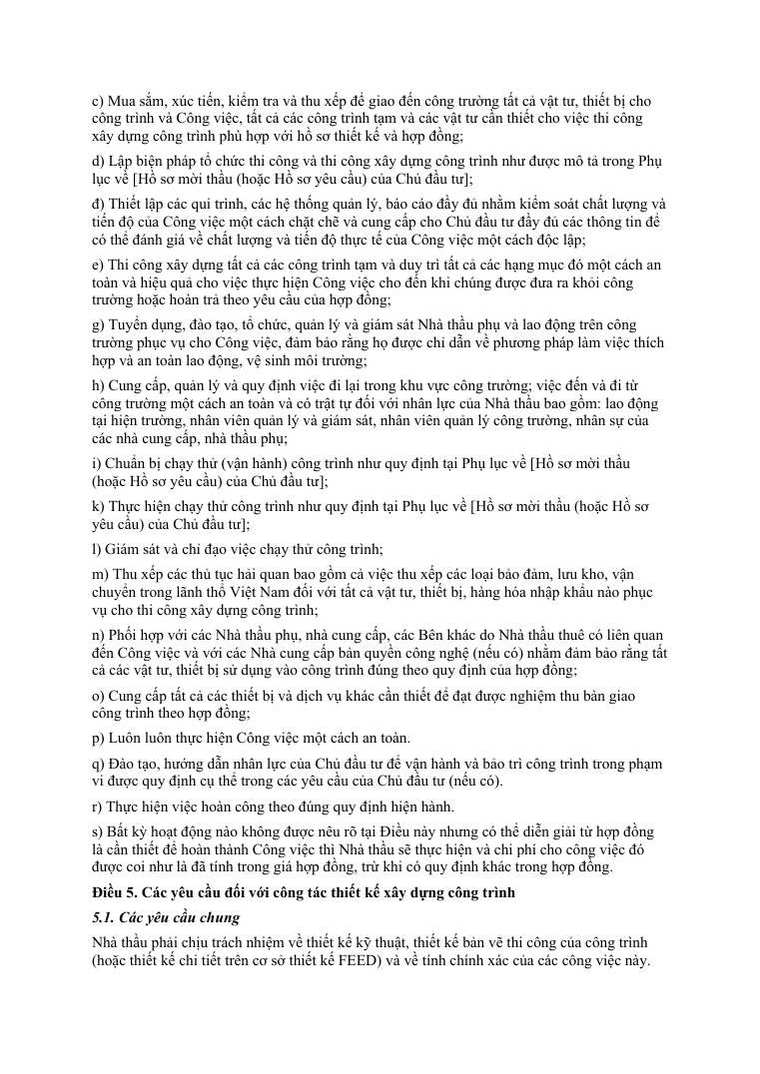 c) Mua sắm, xúc tiến, kiểm tra và thu xếp để giao đến công trường tất cả vật tư, thiết bị cho
công trình và Công việc, tất cả các công trình tạm và các vật tư cần thiết cho việc thi công
xây dựng công trình phù hợp với hồ sơ thiết kế và hợp đồng;
d) Lập biện pháp tổ chức thi công và thi công xây dựng công trình như được mô tả trong Phụ
lục về [Hồ sơ mời thầu (hoặc Hồ sơ yêu cầu) của Chủ đầu tư];
đ) Thiết lập các qui trình, các hệ thống quản lý, báo cáo đầy đủ nhằm kiểm soát chất lượng và
tiến độ của Công việc một cách chặt chẽ và cung cấp cho Chủ đầu tư đầy đủ các thông tin để
có thể đánh giá về chất lượng và tiến độ thực tế của Công việc một cách độc lập;
e) Thi công xây dựng tất cả các công trình tạm và duy trì tất cả các hạng mục đó một cách an
toàn và hiệu quả cho việc thực hiện Công việc cho đến khi chúng được đưa ra khỏi công
trường hoặc hoàn trả theo yêu cầu của hợp đồng;
g) Tuyển dụng, đào tạo, tổ chức, quản lý và giám sát Nhà thầu phụ và lao động trên công
trường phục vụ cho Công việc, đảm bảo rằng họ được chỉ dẫn về phương pháp làm việc thích
hợp và an toàn lao động, vệ sinh môi trường;
h) Cung cấp, quản lý và quy định việc đi lại trong khu vực công trường; việc đến và đi từ
công trường một cách an toàn và có trật tự đối với nhân lực của Nhà thầu bao gồm: lao động
tại hiện trường, nhân viên quản lý và giám sát, nhân viên quản lý công trường, nhân sự của
các nhà cung cấp, nhà thầu phụ;
i) Chuẩn bị chạy thử (vận hành) công trình như quy định tại Phụ lục về [Hồ sơ mời thầu
(hoặc Hồ sơ yêu cầu) của Chủ đầu tư];
k) Thực hiện chạy thử công trình như quy định tại Phụ lục về [Hồ sơ mời thầu (hoặc Hồ sơ
yêu cầu) của Chủ đầu tư];
l) Giám sát và chỉ đạo việc chạy thử công trình;
m) Thu xếp các thủ tục hải quan bao gồm cả việc thu xếp các loại bảo đảm, lưu kho, vận
chuyển trong lãnh thổ Việt Nam đối với tất cả vật tư, thiết bị, hàng hóa nhập khẩu nào phục
vụ cho thi công xây dựng công trình;
n) Phối hợp với các Nhà thầu phụ, nhà cung cấp, các Bên khác do Nhà thầu thuê có liên quan
đến Công việc và với các Nhà cung cấp bản quyền công nghệ (nếu có) nhằm đảm bảo rằng tất
cả các vật tư, thiết bị sử dụng vào công trình đúng theo quy định của hợp đồng;
o) Cung cấp tất cả các thiết bị và dịch vụ khác cần thiết để đạt được nghiệm thu bàn giao
công trình theo hợp đồng;
p) Luôn luôn thực hiện Công việc một cách an toàn.
q) Đào tạo, hướng dẫn nhân lực của Chủ đầu tư để vận hành và bảo trì công trình trong phạm
vi được quy định cụ thể trong các yêu cầu của Chủ đầu tư (nếu có).
r) Thực hiện việc hoàn công theo đúng quy định hiện hành.
s) Bất kỳ hoạt động nào không được nêu rõ tại Điều này nhưng có thể diễn giải từ hợp đồng
là cần thiết để hoàn thành Công việc thì Nhà thầu sẽ thực hiện và chi phí cho công việc đó
được coi như là đã tính trong giá hợp đồng, trừ khi có quy định khác trong hợp đồng.
Điều 5. Các yêu cầu đối với công tác thiết kế xây dựng công trình
5.1. Các yêu cầu chung
Nhà thầu phải chịu trách nhiệm về thiết kế kỹ thuật, thiết kế bản vẽ thi công của công trình
(hoặc thiết kế chi tiết trên cơ sở thiết kế FEED) và về tính chính xác của các công việc này.